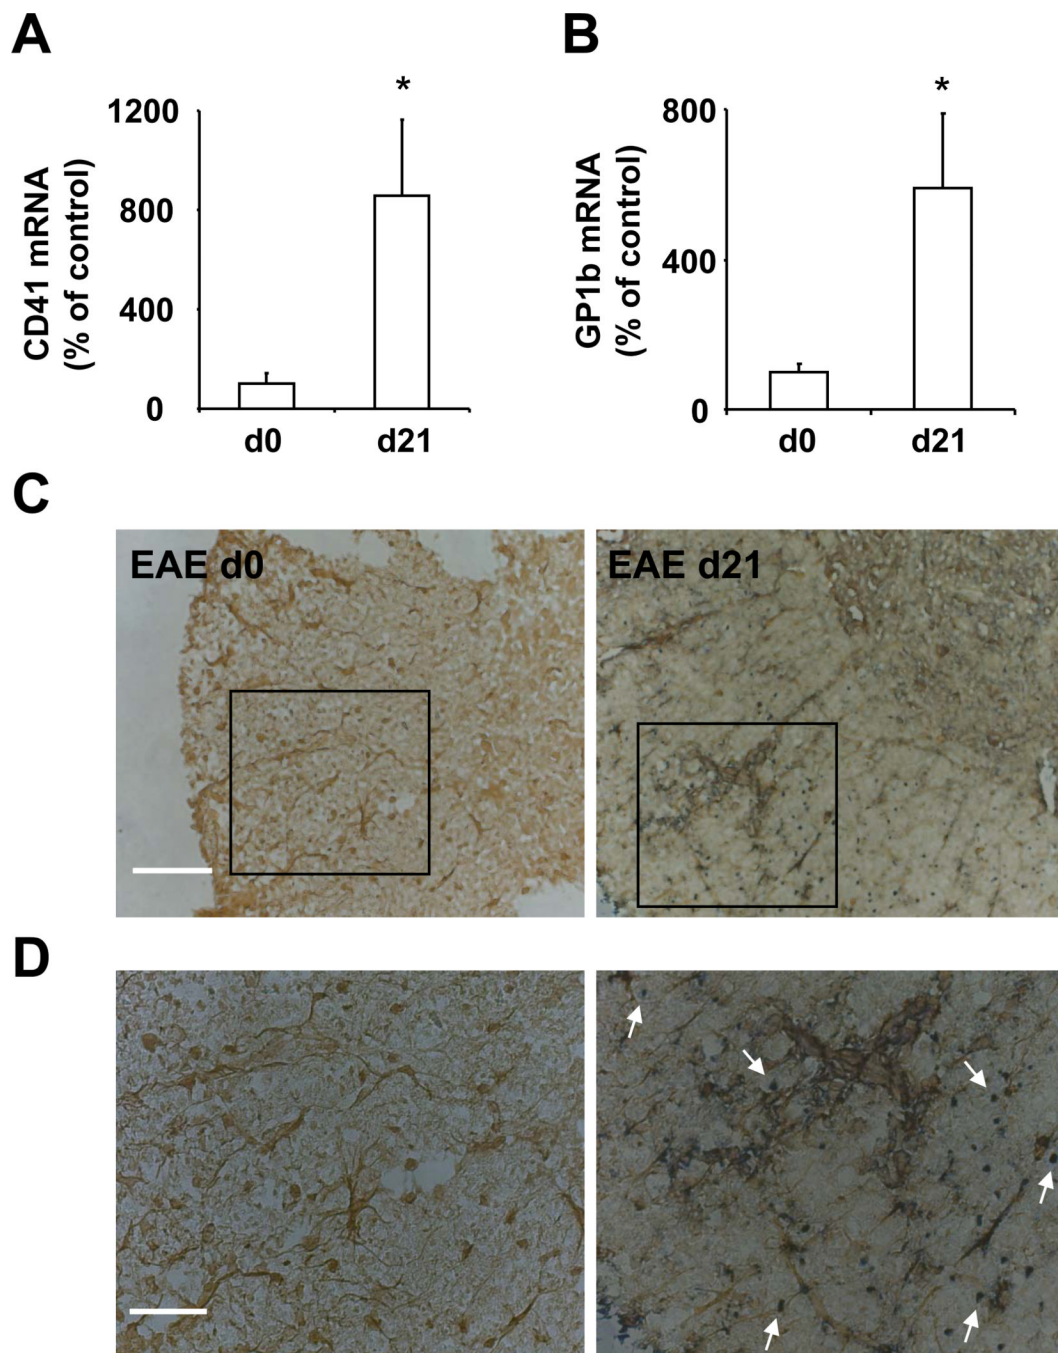 A
B
CD41 mRNA
(% of control)
1200
800
400
0
*
d0
d21
GP1b mRNA
(% of control)
800
400
0
*
d0
d21
C
EAE d0
EAE d21
D